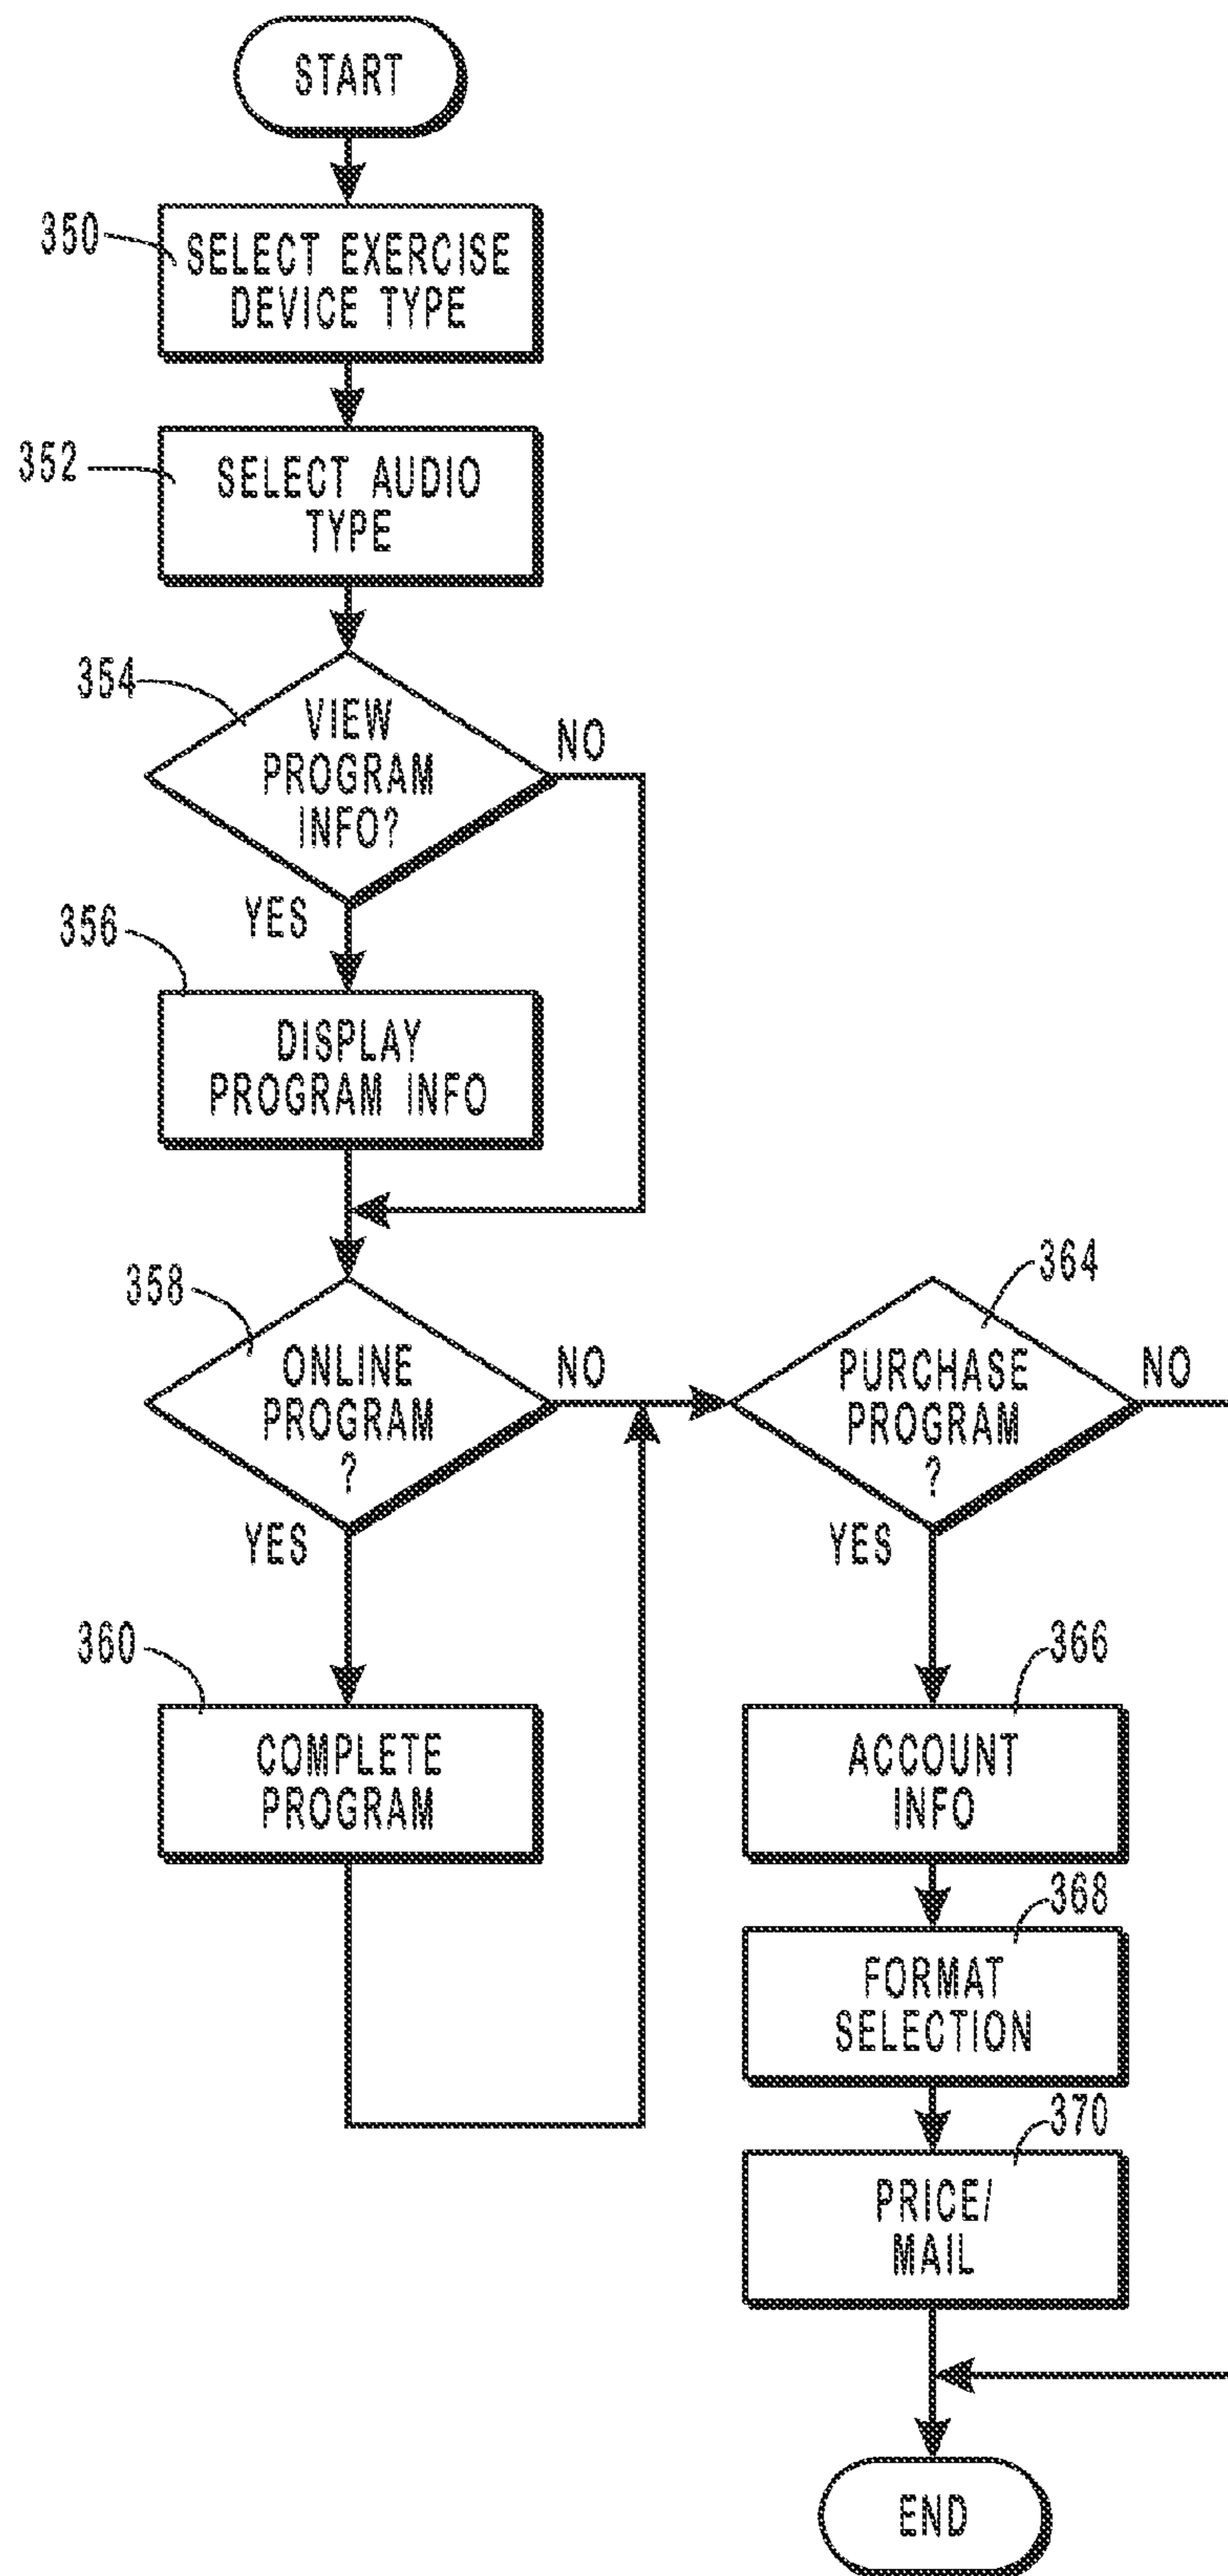 START
350
SELECT EXERCISE
DEVICE TYPE
352
SELECT AUDIO
TYPE
354
VIEW
PROGRAM
INFO?
NO
YES
356
DISPLAY
PROGRAM INFO
358
ONLINE
PROGRAM
?
NO
YES
360
COMPLETE
PROGRAM
364
PURCHASE
PROGRAM
?
NO
YES
366
ACCOUNT
INFO
368
FORMAT
SELECTION
370
PRICE/
MAIL
END